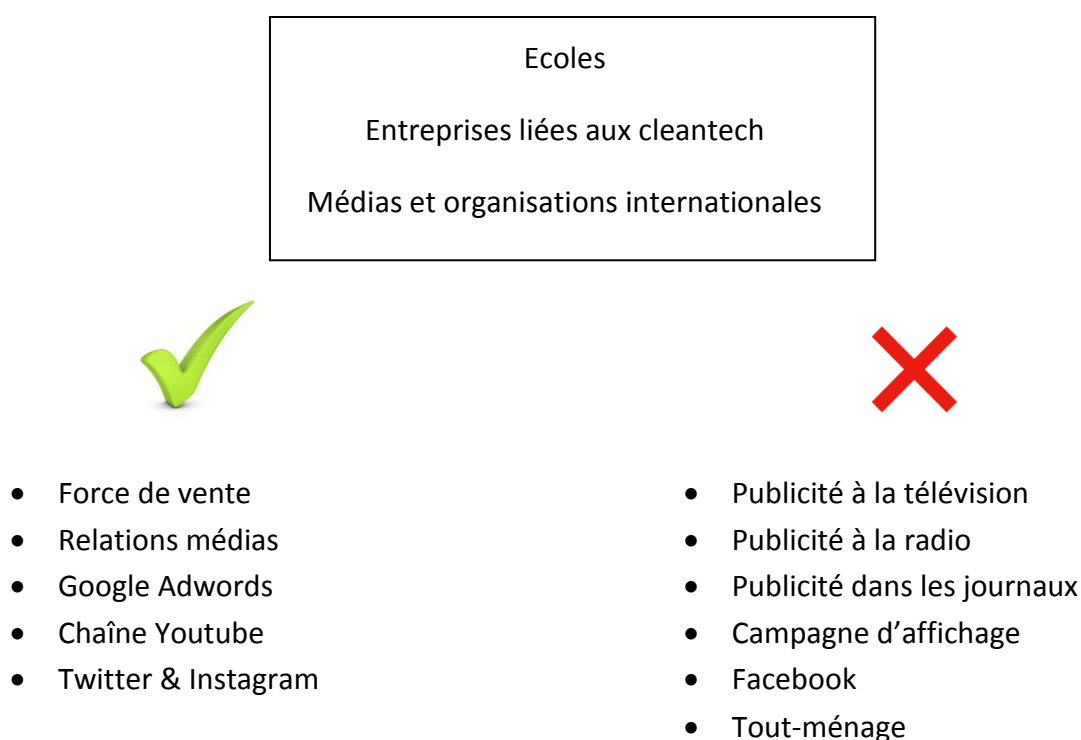 Ecoles
Entreprises liées aux cleantech
Médias et organisations internationales
• Force de vente
• Relations médias
• Google Adwords
• Chaîne Youtube
• Twitter & Instagram
• Publicité à la télévision
• Publicité à la radio
• Publicité dans les journaux
• Campagne d’affichage
• Facebook
• Tout-ménage